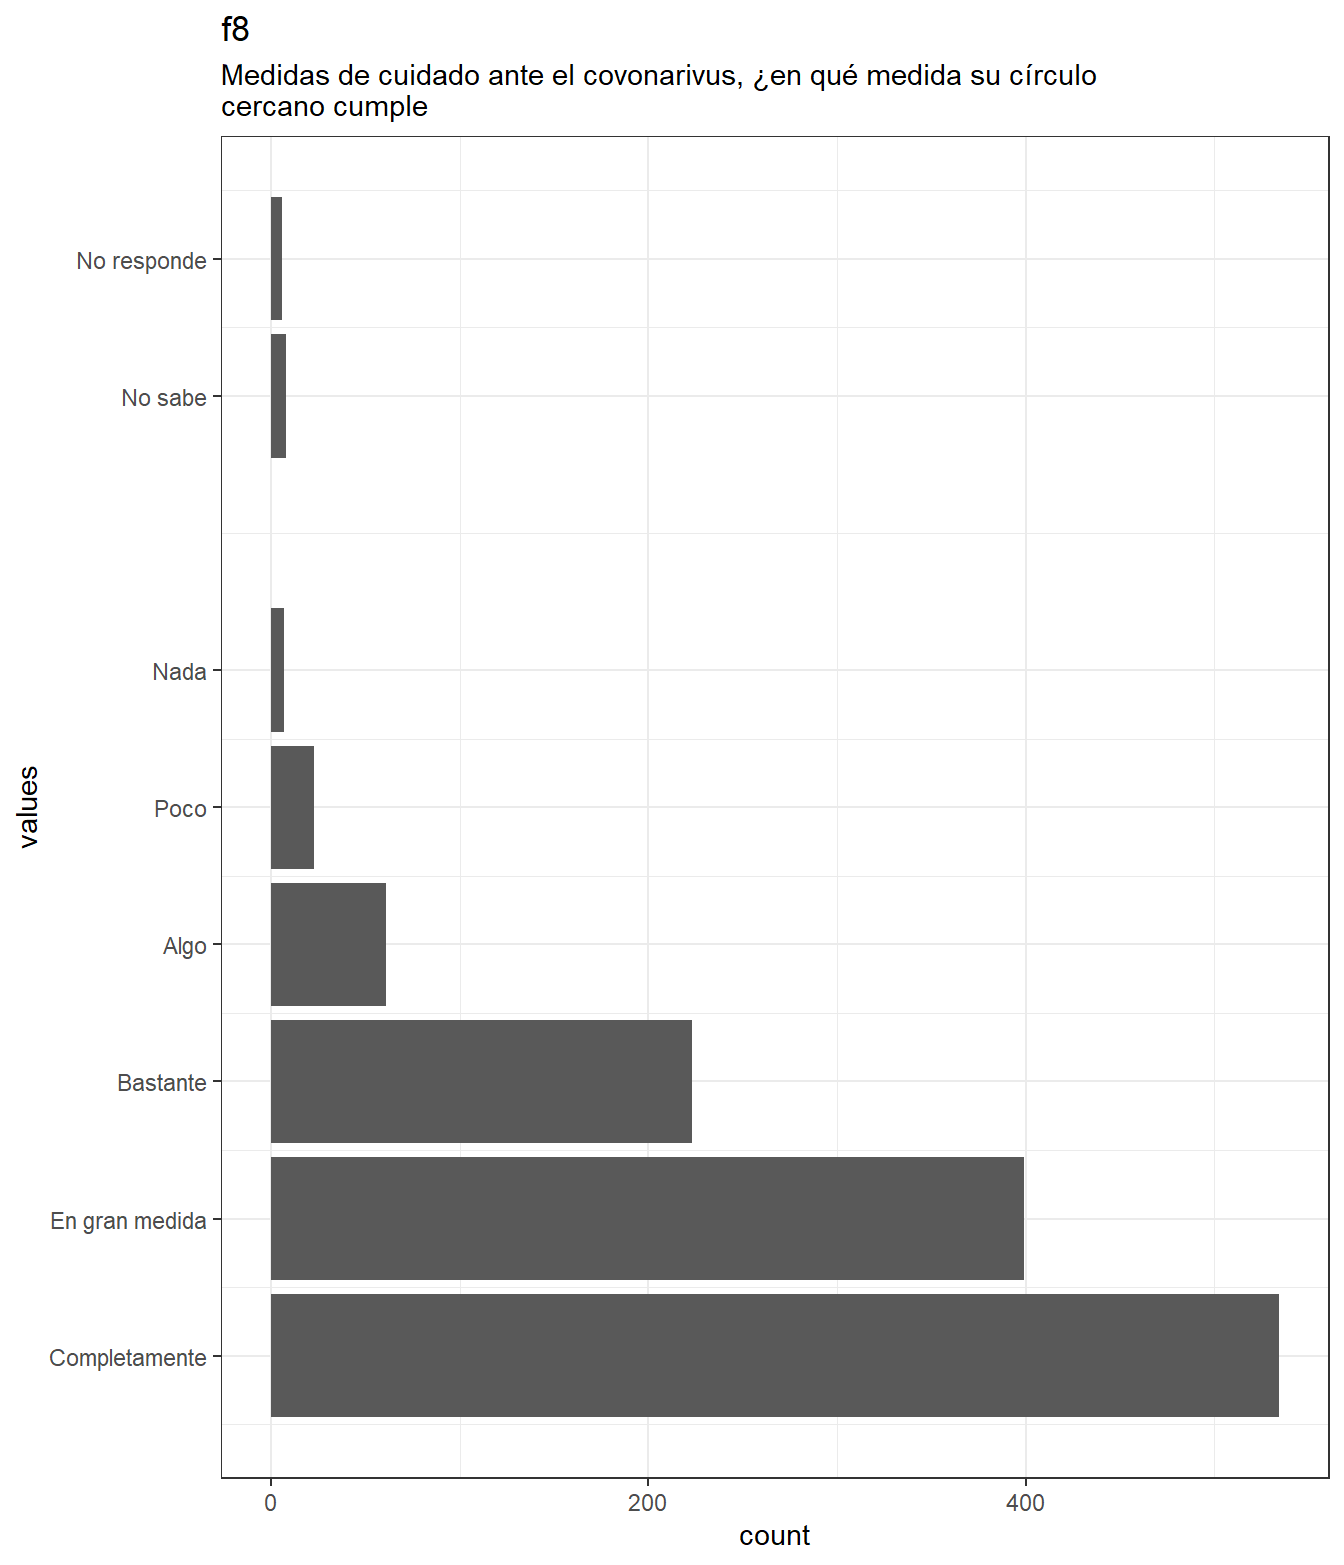 f8
Medidas de cuidado ante el covonarivus, ¿en qué medida su círculo
cercano cumple
No responde
No sabe
Nada
Poco
Algo
Bastante
En gran medida
Completamente
values
0
200
400
count